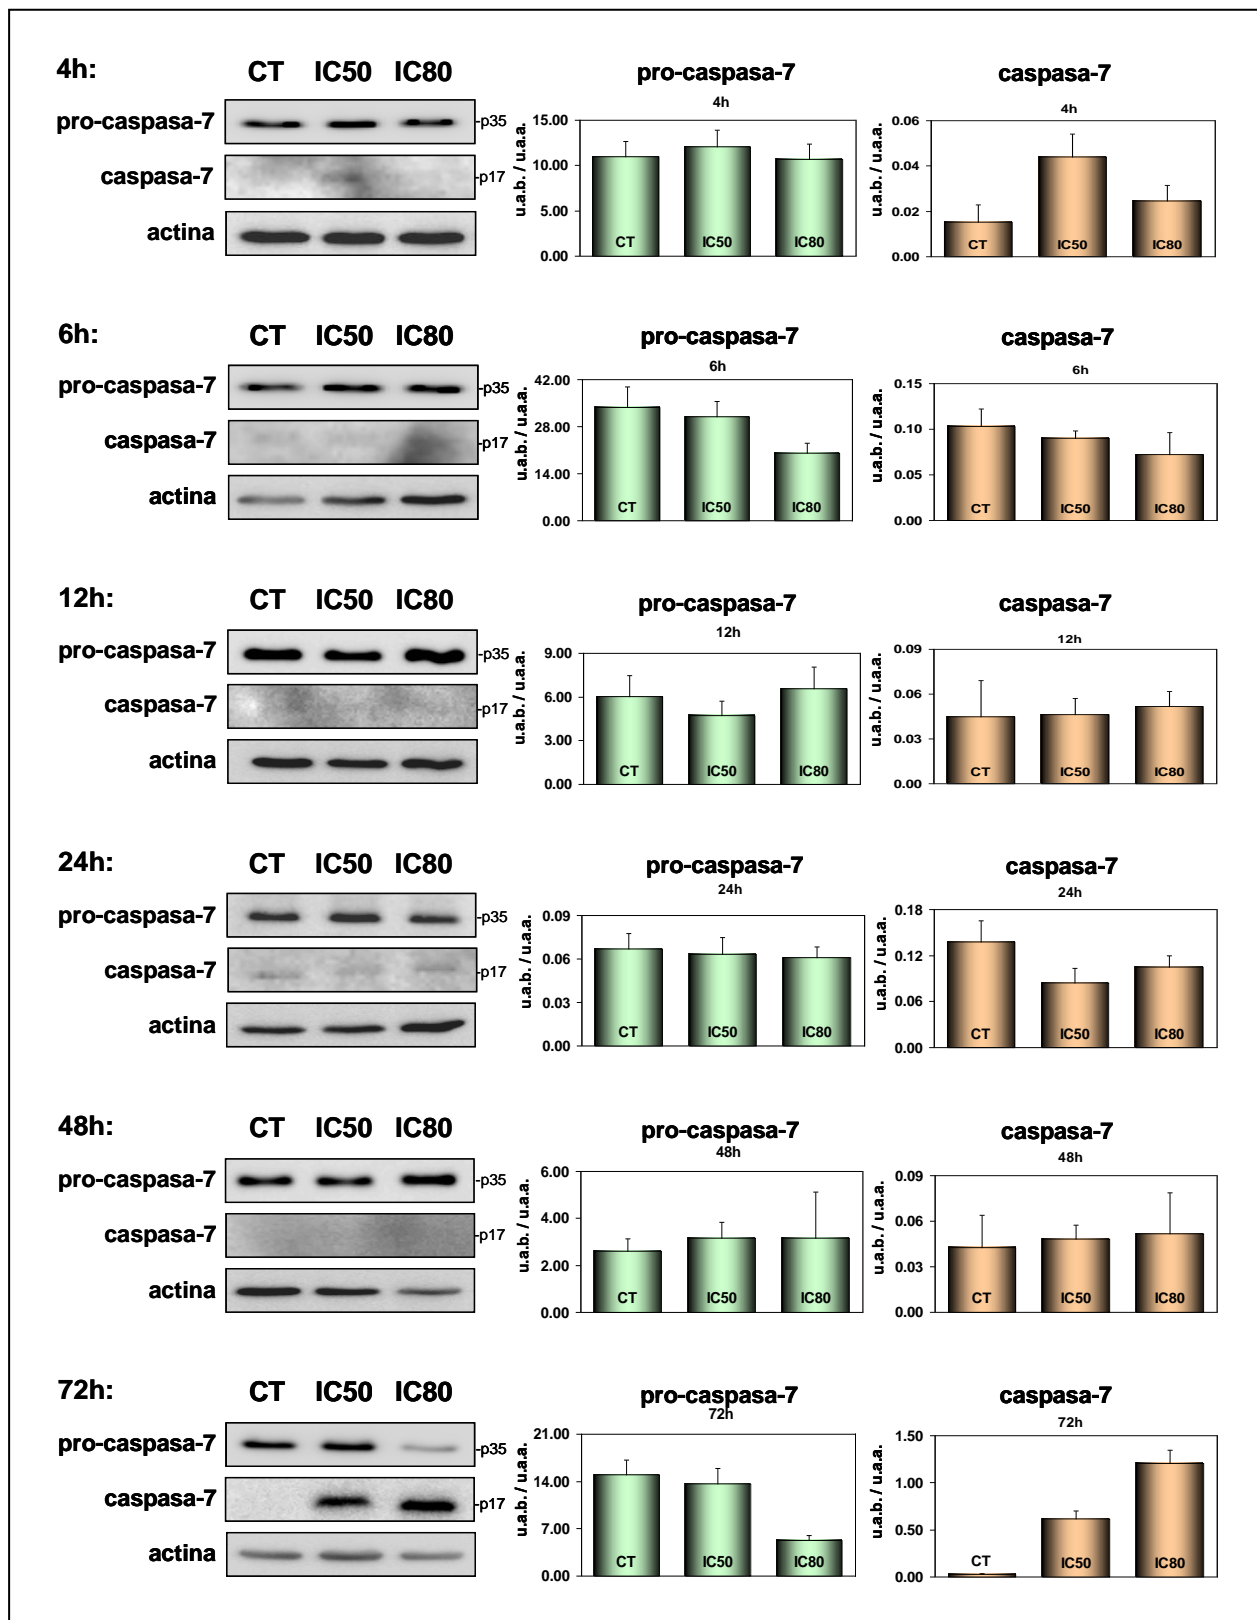 4h:
CT IC50 IC80
pro-caspasa-7
-p35
caspasa-7
-p17
actina
pro-caspasa-7
4h
u.a.b. / u.a.a.
15.00
10.00
5.00
0.00
CT IC50 IC80
caspasa-7
4h
u.a.b. / u.a.a.
0.06
0.04
0.02
0.00
CT IC50 IC80
6h:
CT IC50 IC80
pro-caspasa-7
-p35
caspasa-7
-p17
actina
pro-caspasa-7
6h
u.a.b. / u.a.a.
42.00
28.00
14.00
0.00
CT IC50 IC80
caspasa-7
6h
u.a.b. / u.a.a.
0.15
0.10
0.05
0.00
CT IC50 IC80
12h:
CT IC50 IC80
pro-caspasa-7
-p35
caspasa-7
-p17
actina
pro-caspasa-7
12h
u.a.b. / u.a.a.
9.00
6.00
3.00
0.00
CT IC50 IC80
caspasa-7
12h
u.a.b. / u.a.a.
0.09
0.06
0.03
0.00
CT IC50 IC80
24h:
CT IC50 IC80
pro-caspasa-7
-p35
caspasa-7
-p17
actina
pro-caspasa-7
24h
u.a.b. / u.a.a.
0.09
0.06
0.03
0.00
CT IC50 IC80
caspasa-7
24h
u.a.b. / u.a.a.
0.18
0.12
0.06
0.00
CT IC50 IC80
48h:
CT IC50 IC80
pro-caspasa-7
-p35
caspasa-7
-p17
actina
pro-caspasa-7
48h
u.a.b. / u.a.a.
6.00
4.00
2.00
0.00
CT IC50 IC80
caspasa-7
48h
u.a.b. / u.a.a.
0.09
0.06
0.03
0.00
CT IC50 IC80
72h:
CT IC50 IC80
pro-caspasa-7
-p35
caspasa-7
-p17
actina
pro-caspasa-7
72h
u.a.b. / u.a.a.
21.00
14.00
7.00
0.00
CT IC50 IC80
caspasa-7
72h
u.a.b. / u.a.a.
1.50
1.00
0.50
0.00
CT IC50 IC80